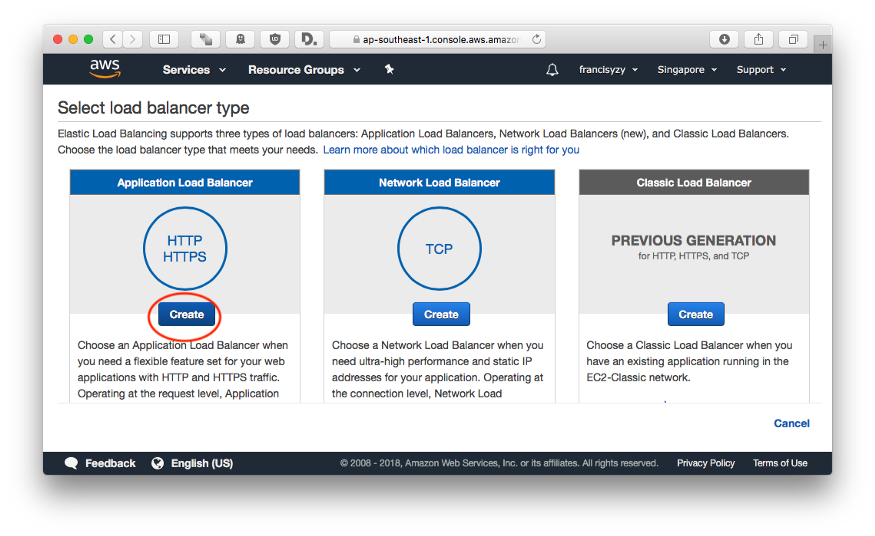 ap-southeast-1.console.aws.amazo
aws
Services
Resource Groups
francisyzy
Singapore
Support
Select load balancer type
Elastic Load Balancing supports three types of load balancers: Application Load Balancers, Network Load Balancers (new), and Classic Load Balancers.
Choose the load balancer type that meets your needs. Learn more about which load balancer is right for you
Application Load Balancer
HTTP
HTTPS
Create
Choose an Application Load Balancer when
you need a flexible feature set for your web
applications with HTTP and HTTPS traffic.
Operating at the request level, Application
Network Load Balancer
TCP
Create
Choose a Network Load Balancer when you
need ultra-high performance and static IP
addresses for your application. Operating at
the connection level, Network Load
Classic Load Balancer
PREVIOUS GENERATION
for HTTP, HTTPS, and TCP
Create
Choose a Classic Load Balancer when you
have an existing application running in the
EC2-Classic network.
Cancel
Feedback
English (US)
© 2008 - 2018, Amazon Web Services, Inc. or its affiliates. All rights reserved.
Privacy Policy
Terms of Use